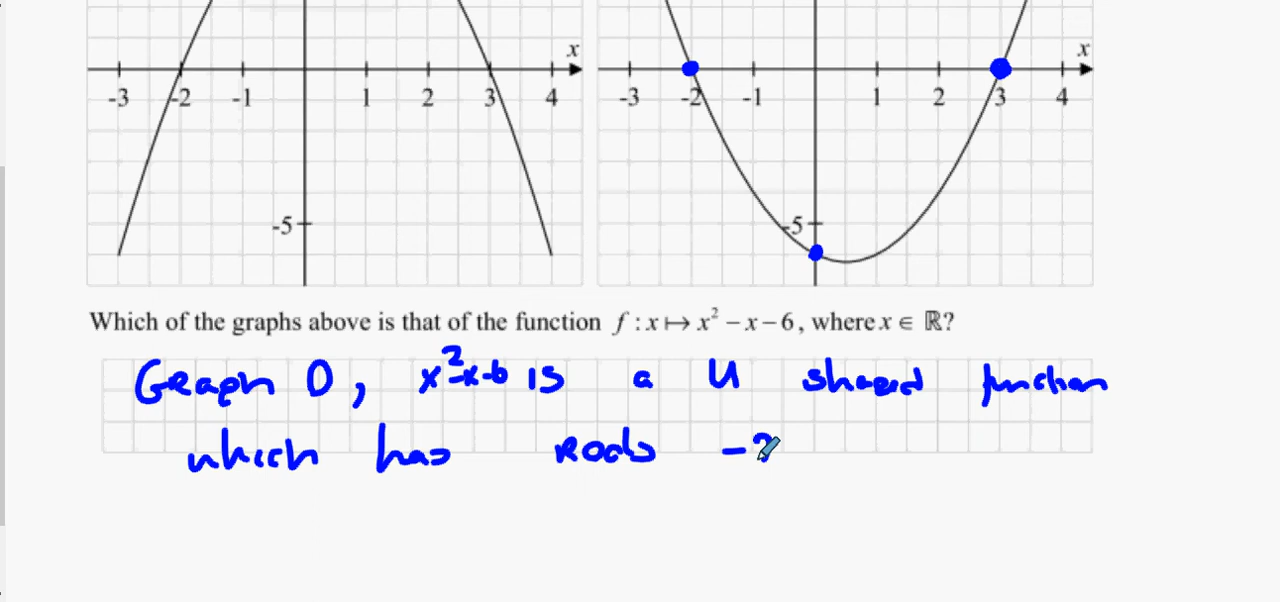 x x
-3 -2 -1 1 2 3 4 -3 -2 -1 1 2 3 4
-5 -5
Which of the graphs above is that of the function f : x ↦ x² – x – 6, where x ∈ ℝ?
Graph D, x²-x-6 is a U shaped function
which has roots -2